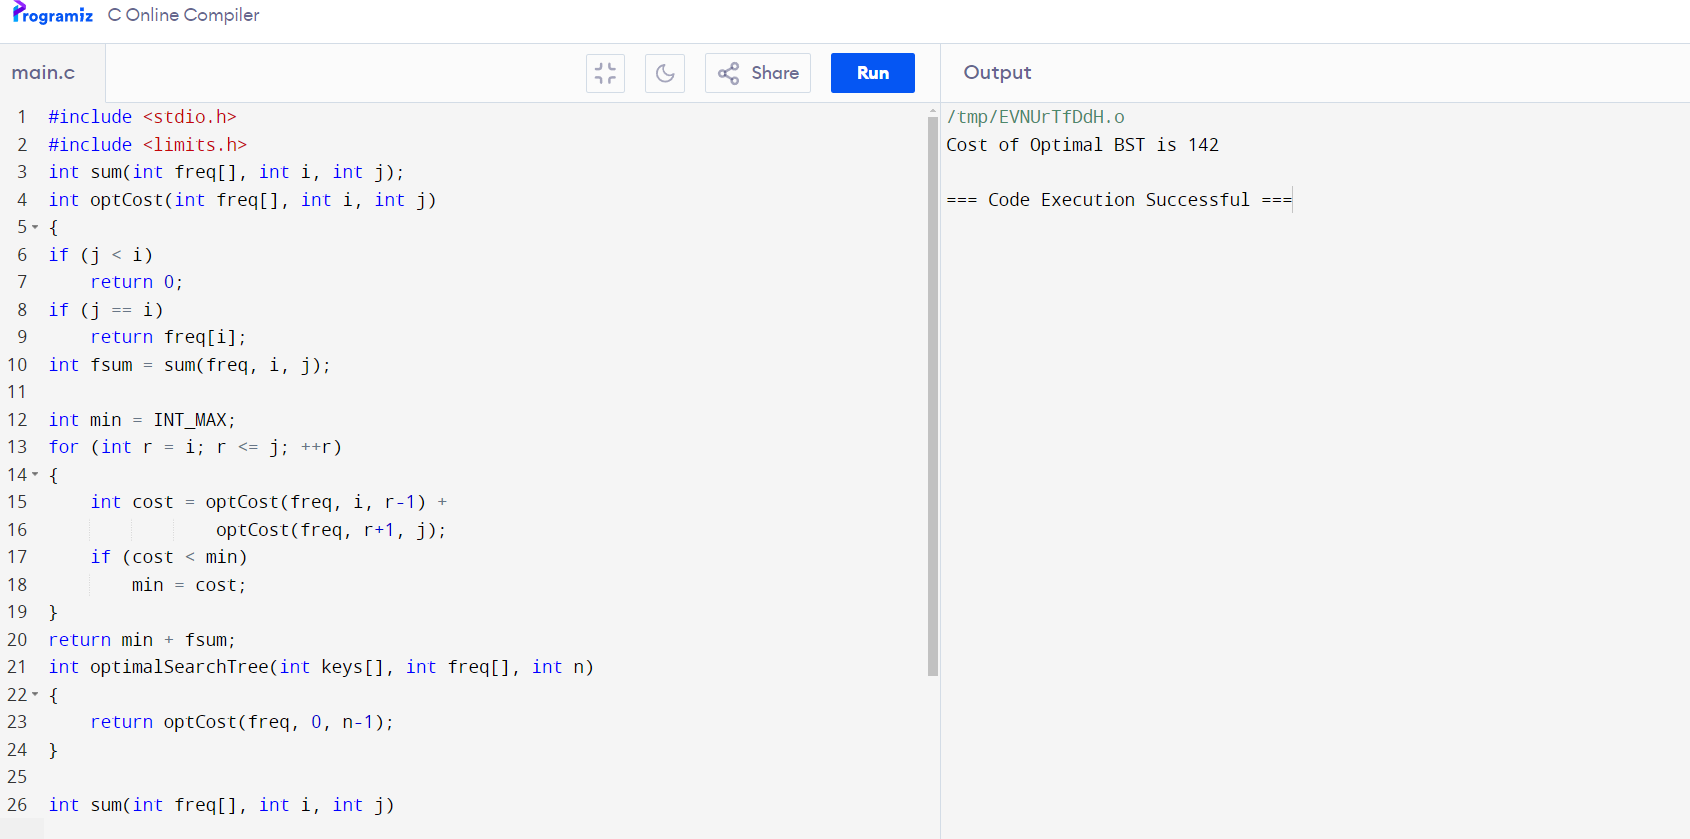 Programiz C Online Compiler
main.c
Share
Run
Output
1 #include <stdio.h>
2 #include <limits.h>
3 int sum(int freq[], int i, int j);
4 int optCost(int freq[], int i, int j)
5 {
6 if (j < i)
7     return 0;
8 if (j == i)
9     return freq[i];
10 int fsum = sum(freq, i, j);
11
12 int min = INT_MAX;
13 for (int r = i; r <= j; ++r)
14 {
15     int cost = optCost(freq, i, r-1) +
16                 optCost(freq, r+1, j);
17     if (cost < min)
18         min = cost;
19 }
20 return min + fsum;
21 int optimalSearchTree(int keys[], int freq[], int n)
22 {
23     return optCost(freq, 0, n-1);
24 }
25
26 int sum(int freq[], int i, int j)
/tmp/EVNUrTfDdH.o
Cost of Optimal BST is 142
=== Code Execution Successful ===